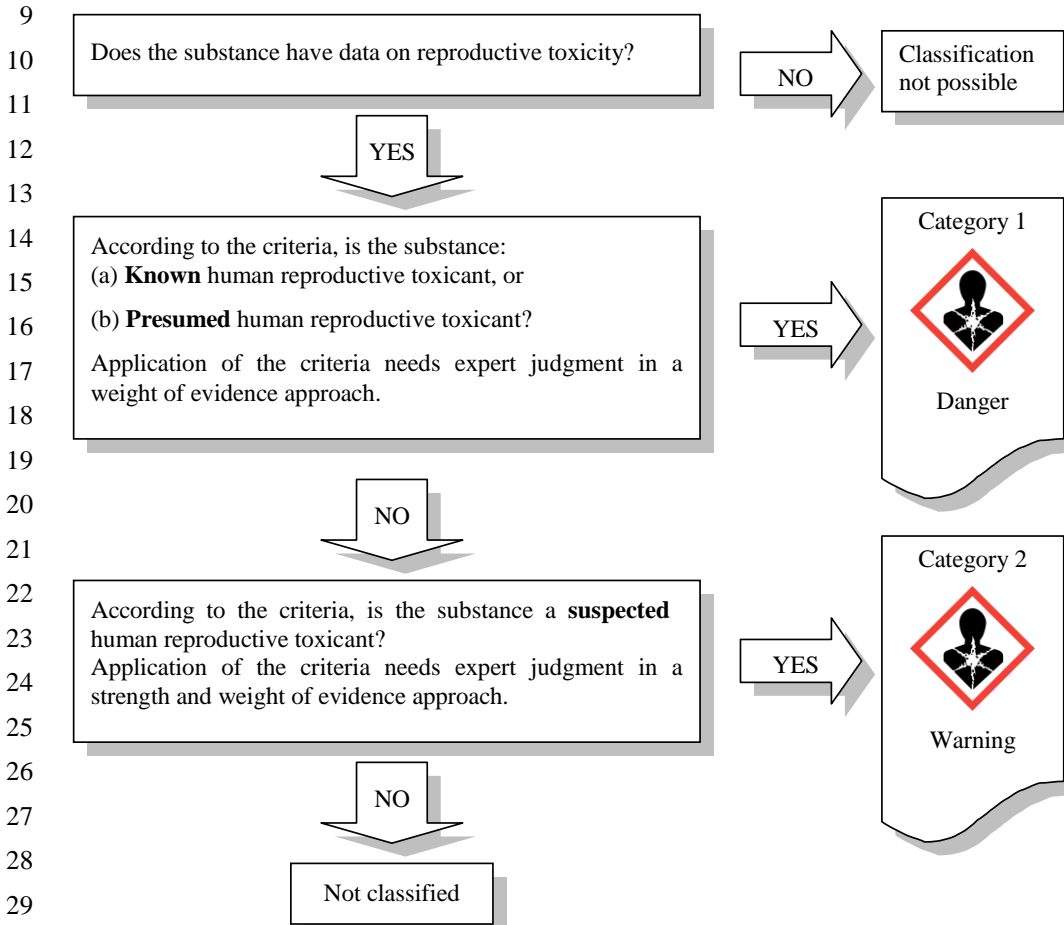 9
10
11
12
13
14
15
16
17
18
19
20
21
22
23
24
25
26
27
28
29
Does the substance have data on reproductive toxicity?
NO
Classification
not possible
YES
According to the criteria, is the substance:
(a) Known human reproductive toxicant, or
(b) Presumed human reproductive toxicant?
Application of the criteria needs expert judgment in a
weight of evidence approach.
YES
Category 1
Danger
NO
According to the criteria, is the substance a suspected
human reproductive toxicant?
Application of the criteria needs expert judgment in a
strength and weight of evidence approach.
YES
Category 2
Warning
NO
Not classified